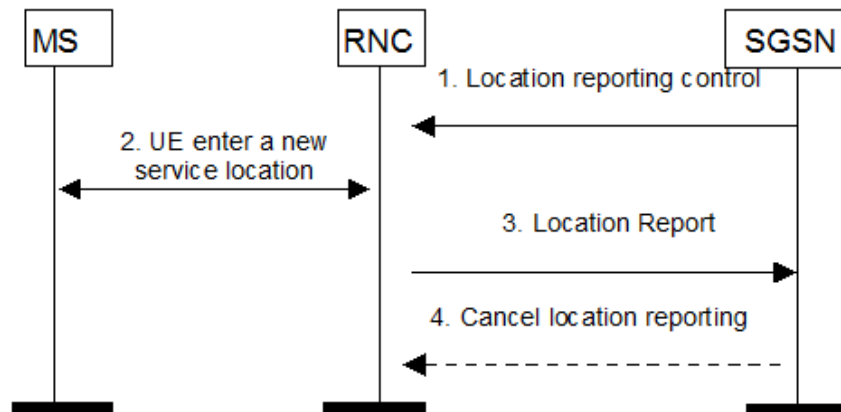 MS
RNC
SGSN
1. Location reporting control
2. UE enter a new
service location
3. Location Report
4. Cancel location reporting